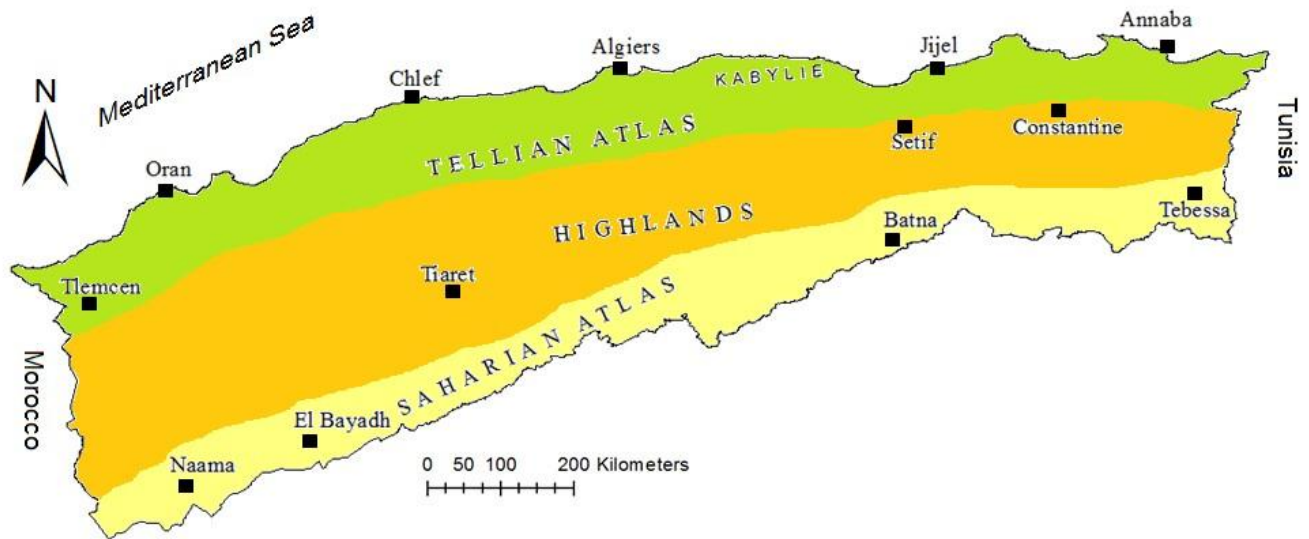 Annaba
Mediterranean Sea
Algiers
Jijel
KABYLIE
N
Chlef
Tunisia
TELLIAN ATLAS
Setif
Constantine
Oran
HIGHLANDS
Batna
Tebessa
Tlemcen
Tiaret
SAHARIAN ATLAS
Morocco
El Bayadh
Naama
0 50 100 200 Kilometers